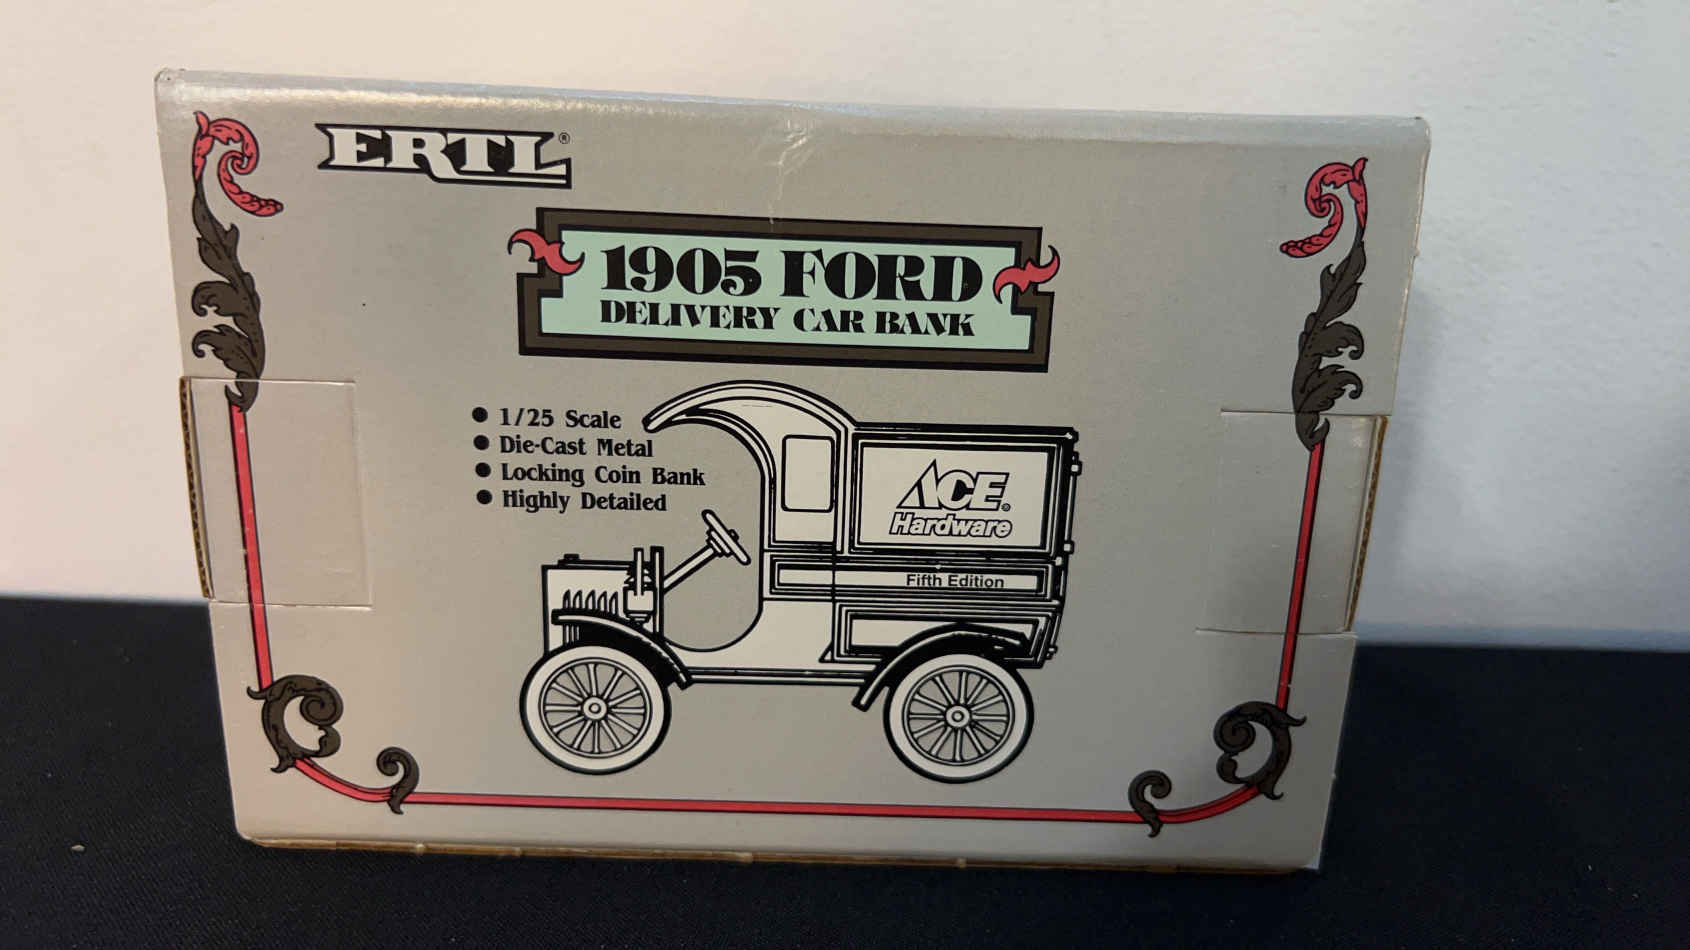 ERTL®
1905 FORD
DELIVERY CAR BANK
● 1/25 Scale
● Die-Cast Metal
● Locking Coin Bank
● Highly Detailed
ACE®
Hardware
Fifth Edition